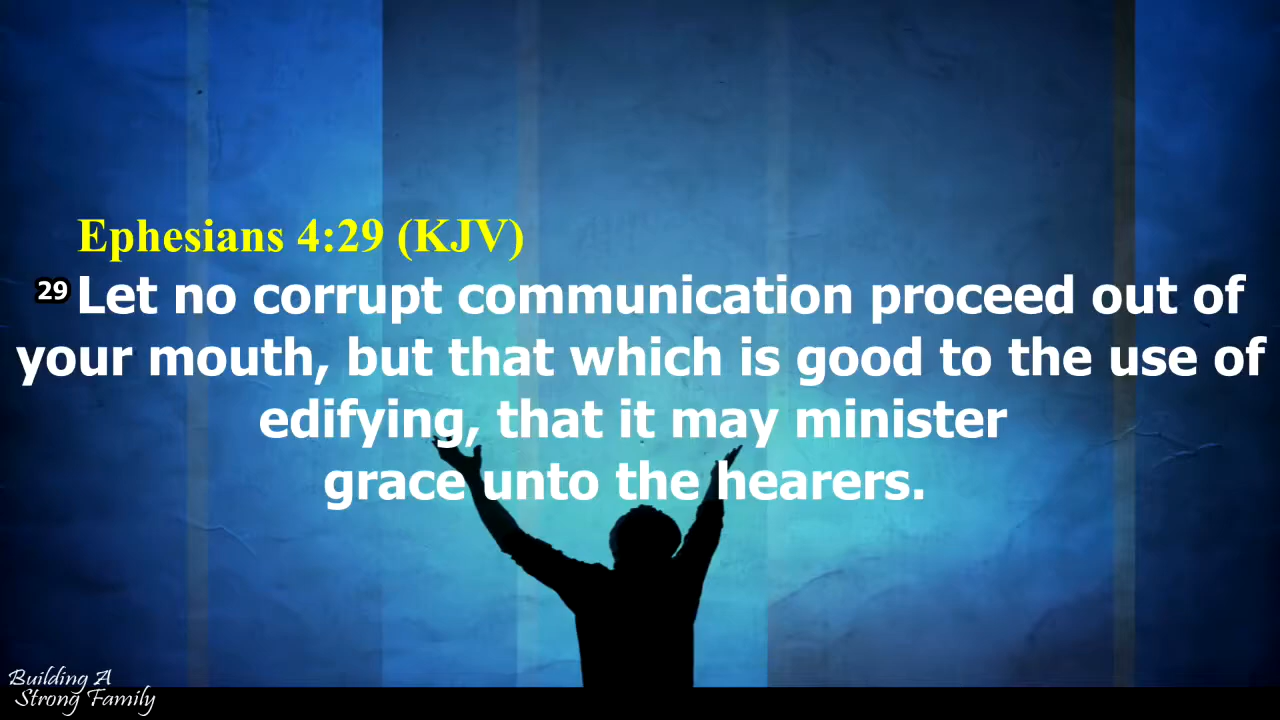 Ephesians 4:29 (KJV)
29 Let no corrupt communication proceed out of
your mouth, but that which is good to the use of
edifying, that it may minister
grace unto the hearers.
Building A
Strong Family